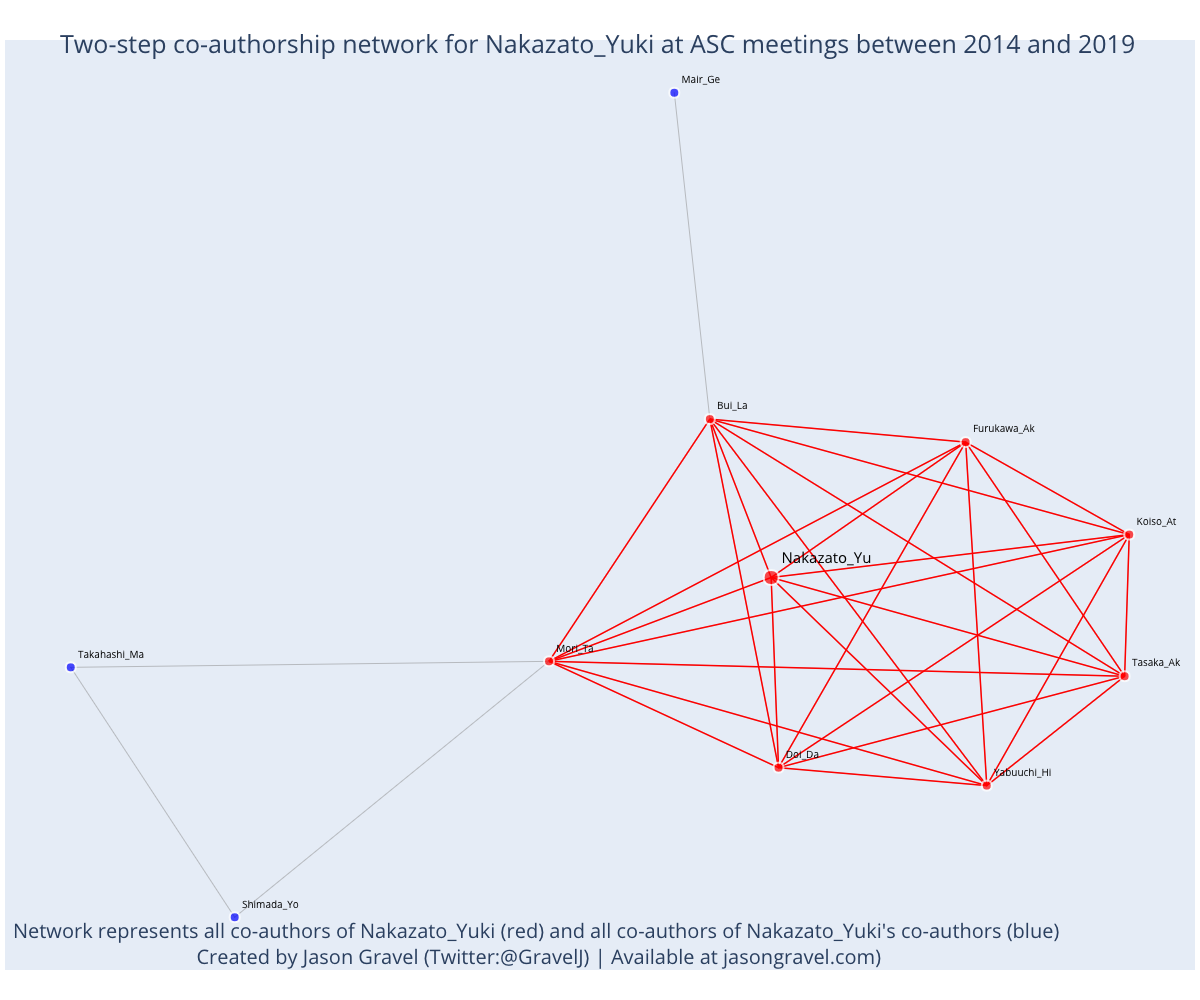 Two-step co-authorship network for Nakazato_Yuki at ASC meetings between 2014 and 2019
Mair_Ge
Bui_La
Furukawa_Ak
Koiso_At
Nakazato_Yu
Mori_Ta
Takahashi_Ma
Tasaka_Ak
Doi_Da
Yabuuchi_Hi
Shimada_Yo
Network represents all co-authors of Nakazato_Yuki (red) and all co-authors of Nakazato_Yuki's co-authors (blue)
Created by Jason Gravel (Twitter:@GravelJ) | Available at jasongravel.com)